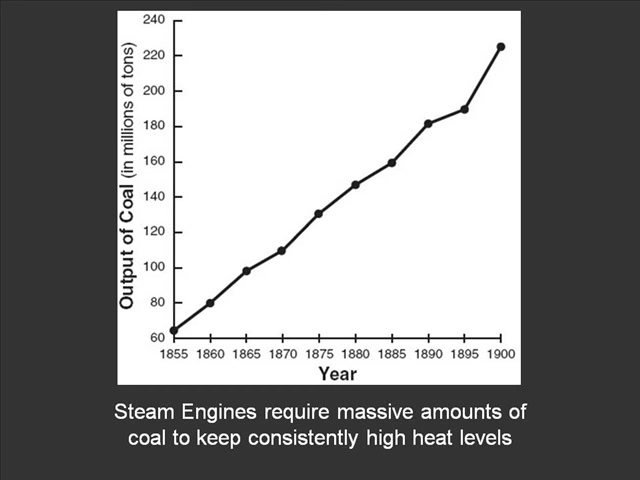 240
220
200
180
160
140
120
100
80
60
Output of Coal (in millions of tons)
1855 1860 1865 1870 1875 1880 1885 1890 1895 1900
Year
Steam Engines require massive amounts of
coal to keep consistently high heat levels